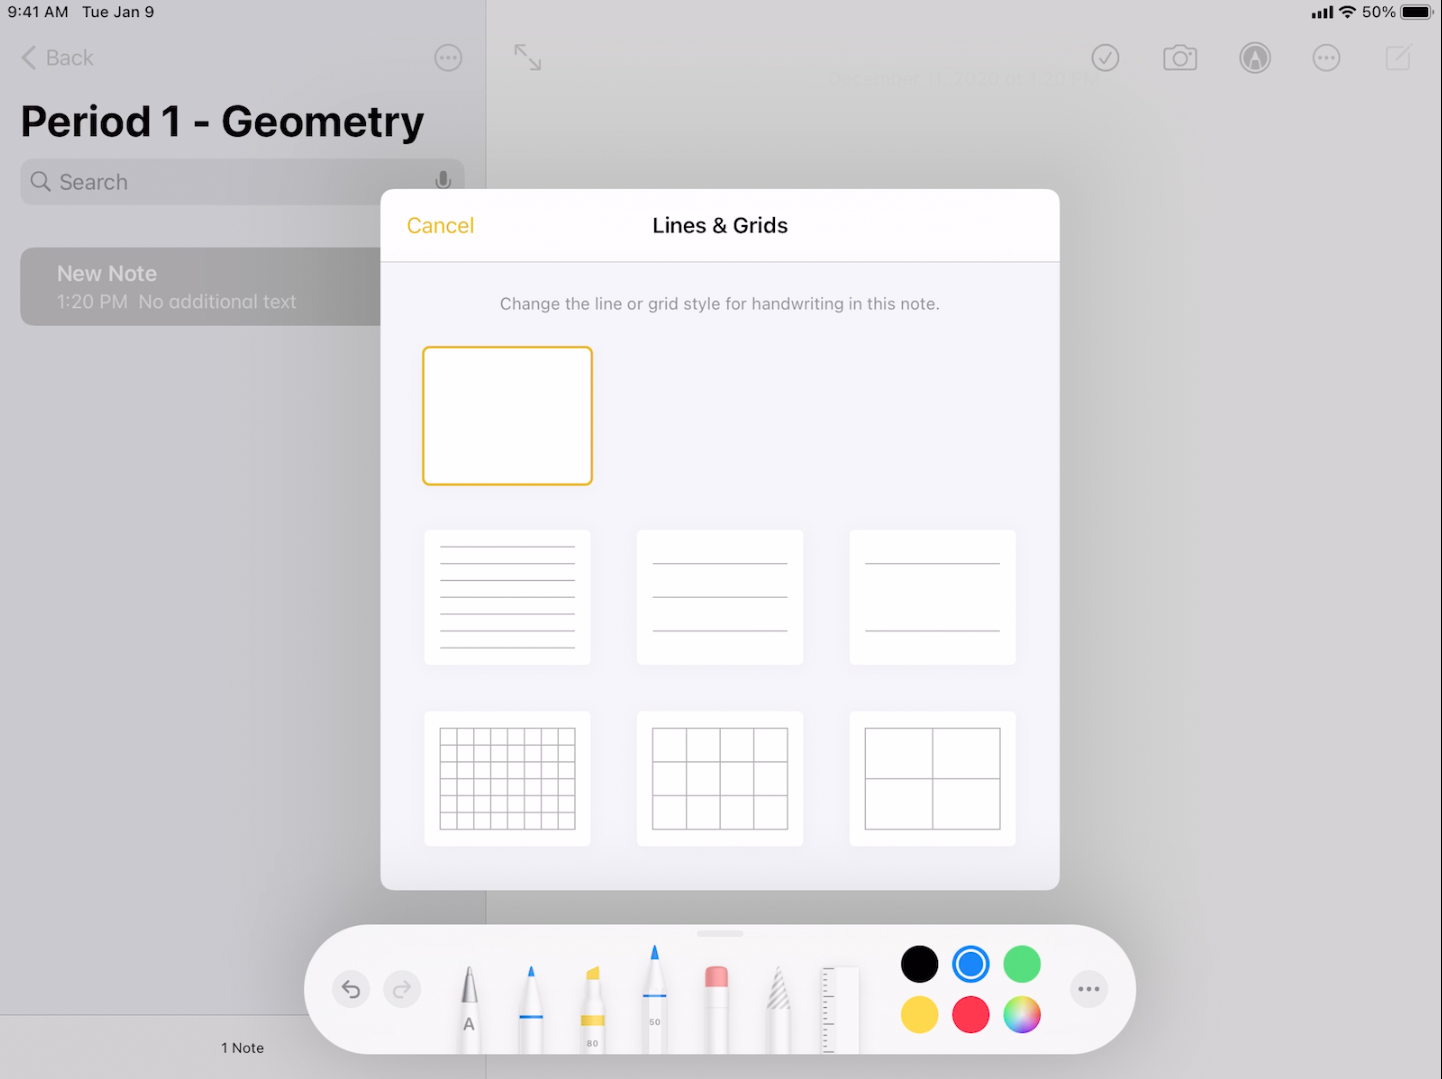 9:41 AM Tue Jan 9
50%
Back
Period 1 - Geometry
Search
New Note
1:20 PM No additional text
Cancel
Lines & Grids
Change the line or grid style for handwriting in this note.
A
80
50
1 Note